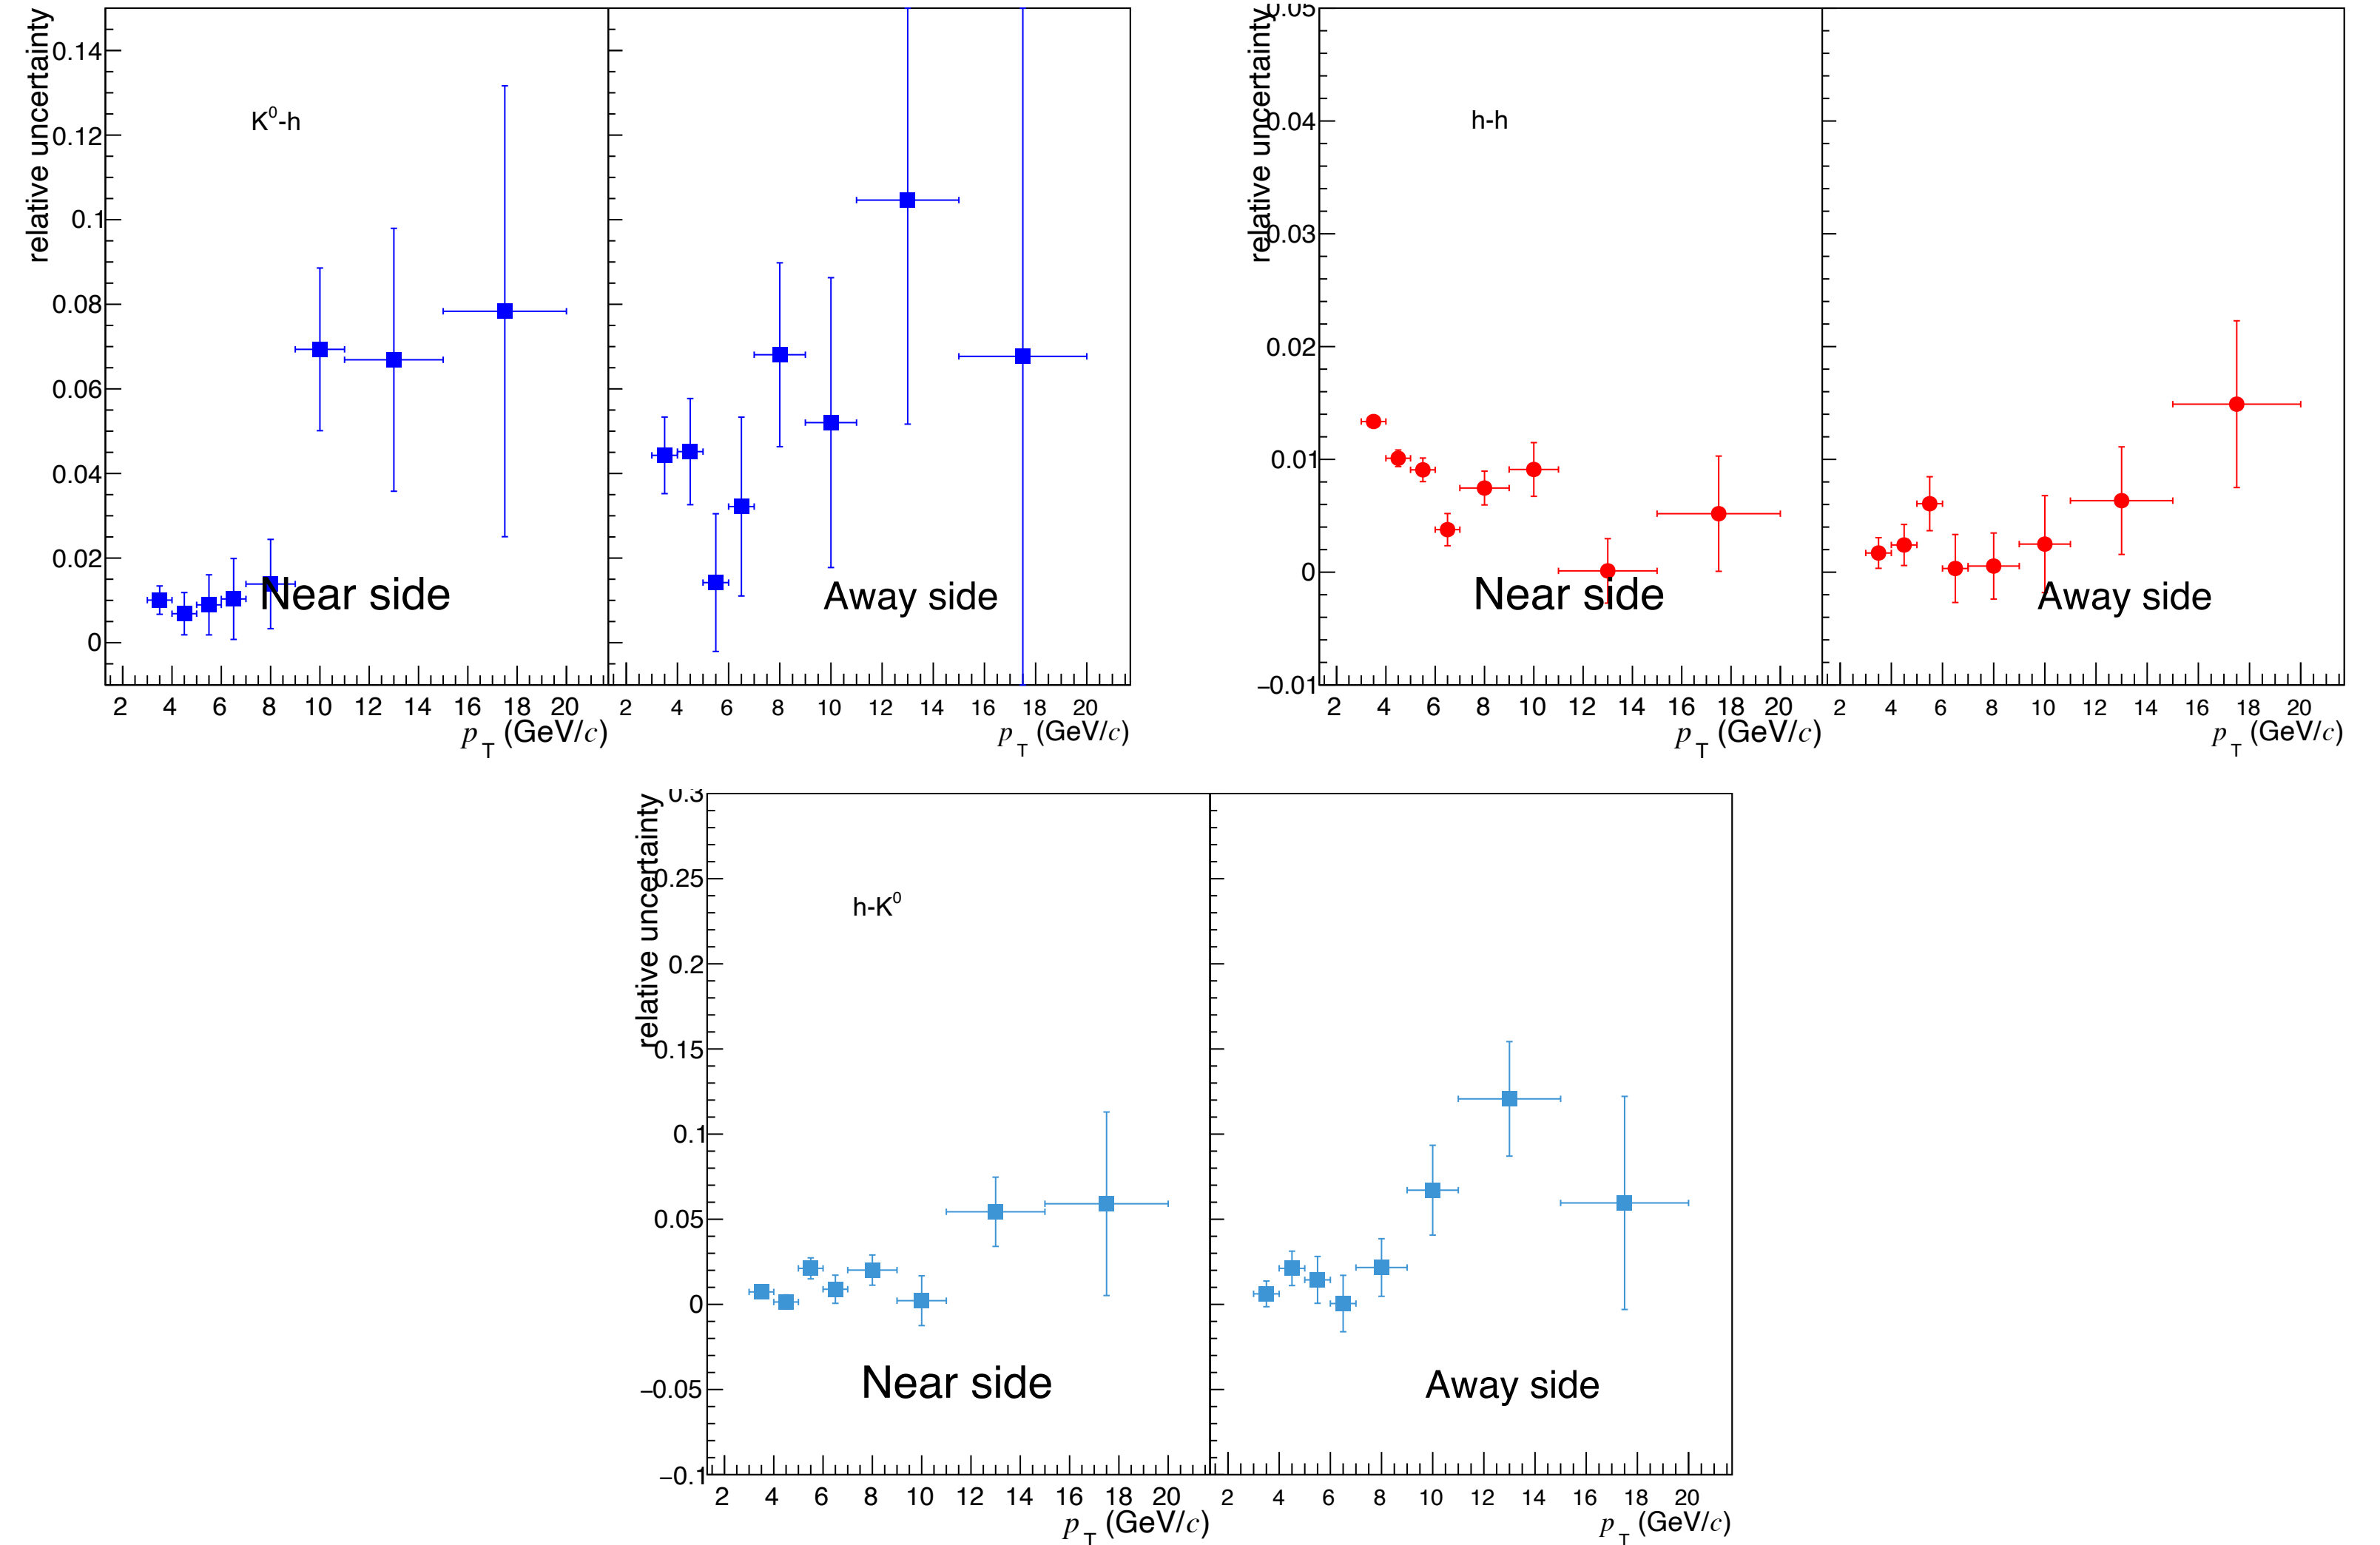 relative uncertainty
0.14
0.12
0.1
0.08
0.06
0.04
0.02
0
K⁰-h
Near side
Away side
2 4 6 8 10 12 14 16 18 20
p T (GeV/c)
2 4 6 8 10 12 14 16 18 20
p T (GeV/c)
relative uncertainty
0.05
0.04
0.03
0.02
0.01
0
−0.01
h-h
Near side
Away side
2 4 6 8 10 12 14 16 18 20
p T (GeV/c)
2 4 6 8 10 12 14 16 18 20
p T (GeV/c)
relative uncertainty
0.3
0.25
0.2
0.15
0.1
0.05
0
−0.05
−0.1
h-K⁰
Near side
Away side
2 4 6 8 10 12 14 16 18 20
p T (GeV/c)
2 4 6 8 10 12 14 16 18 20
p T (GeV/c)